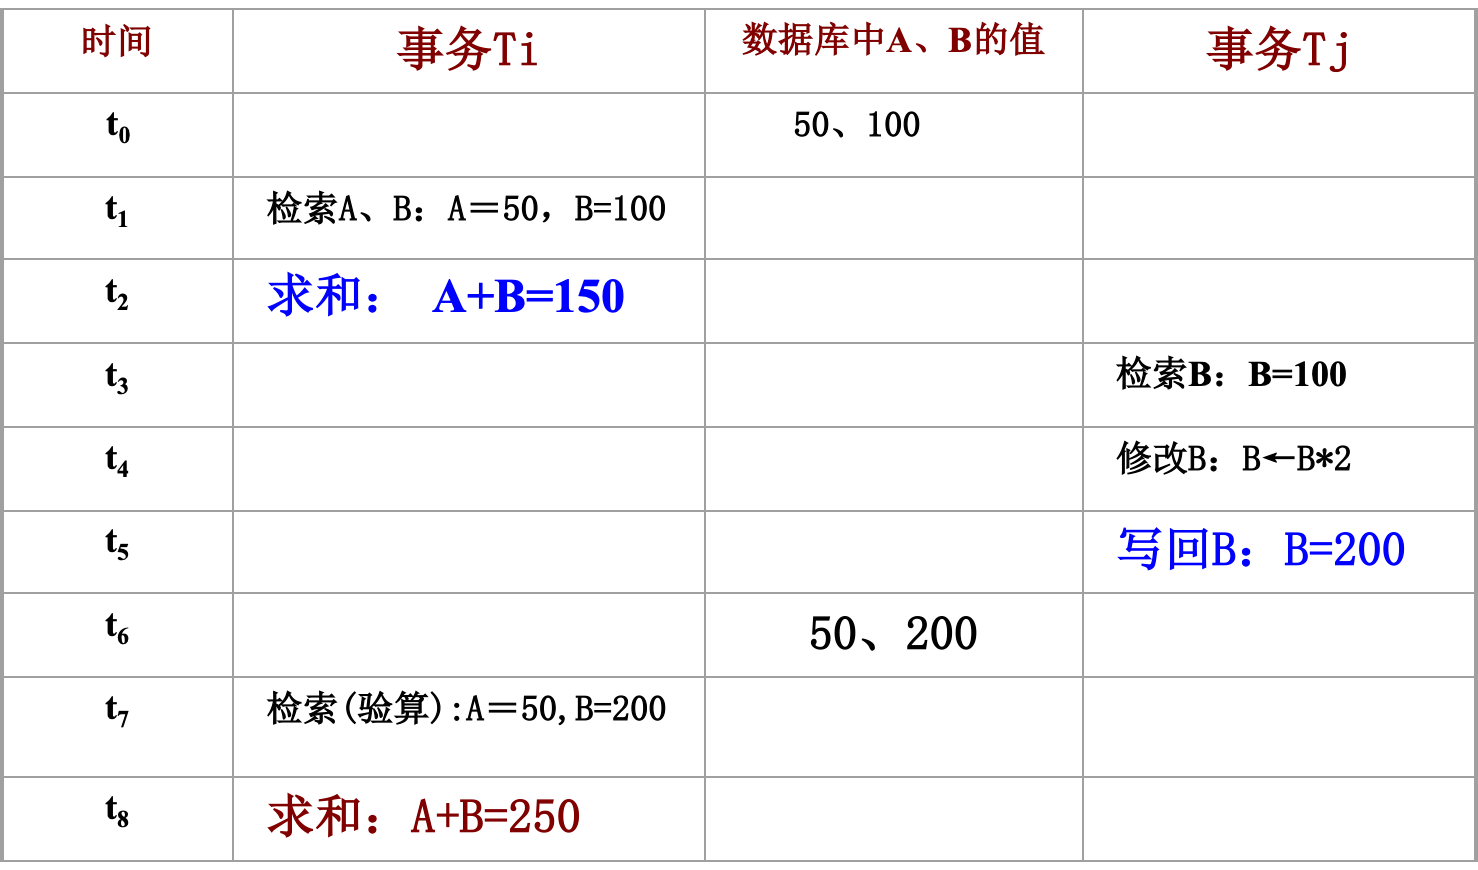 时间 事务Ti 数据库中A、B的值 事务Tj
t0 50、100
t1 检索A、B：A＝50，B=100
t2 求和： A+B=150
t3 检索B：B=100
t4 修改B：B←B*2
t5 写回B：B=200
t6 50、200
t7 检索(验算):A＝50,B=200
t8 求和：A+B=250